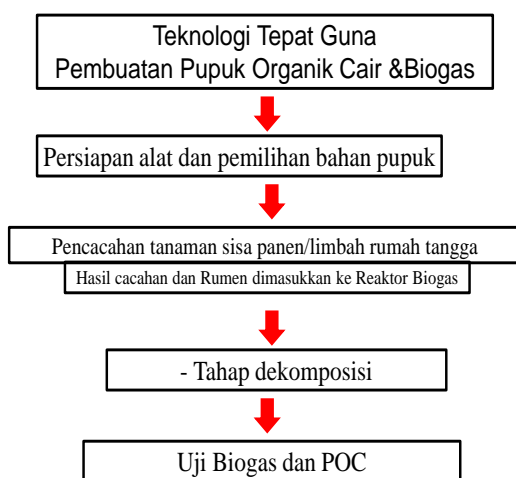 Teknologi Tepat Guna
Pembuatan Pupuk Organik Cair &Biogas
Persiapan alat dan pemilihan bahan pupuk
Pencacahan tanaman sisa panen/limbah rumah tangga
Hasil cacahan dan Rumen dimasukkan ke Reaktor Biogas
- Tahap dekomposisi
Uji Biogas dan POC